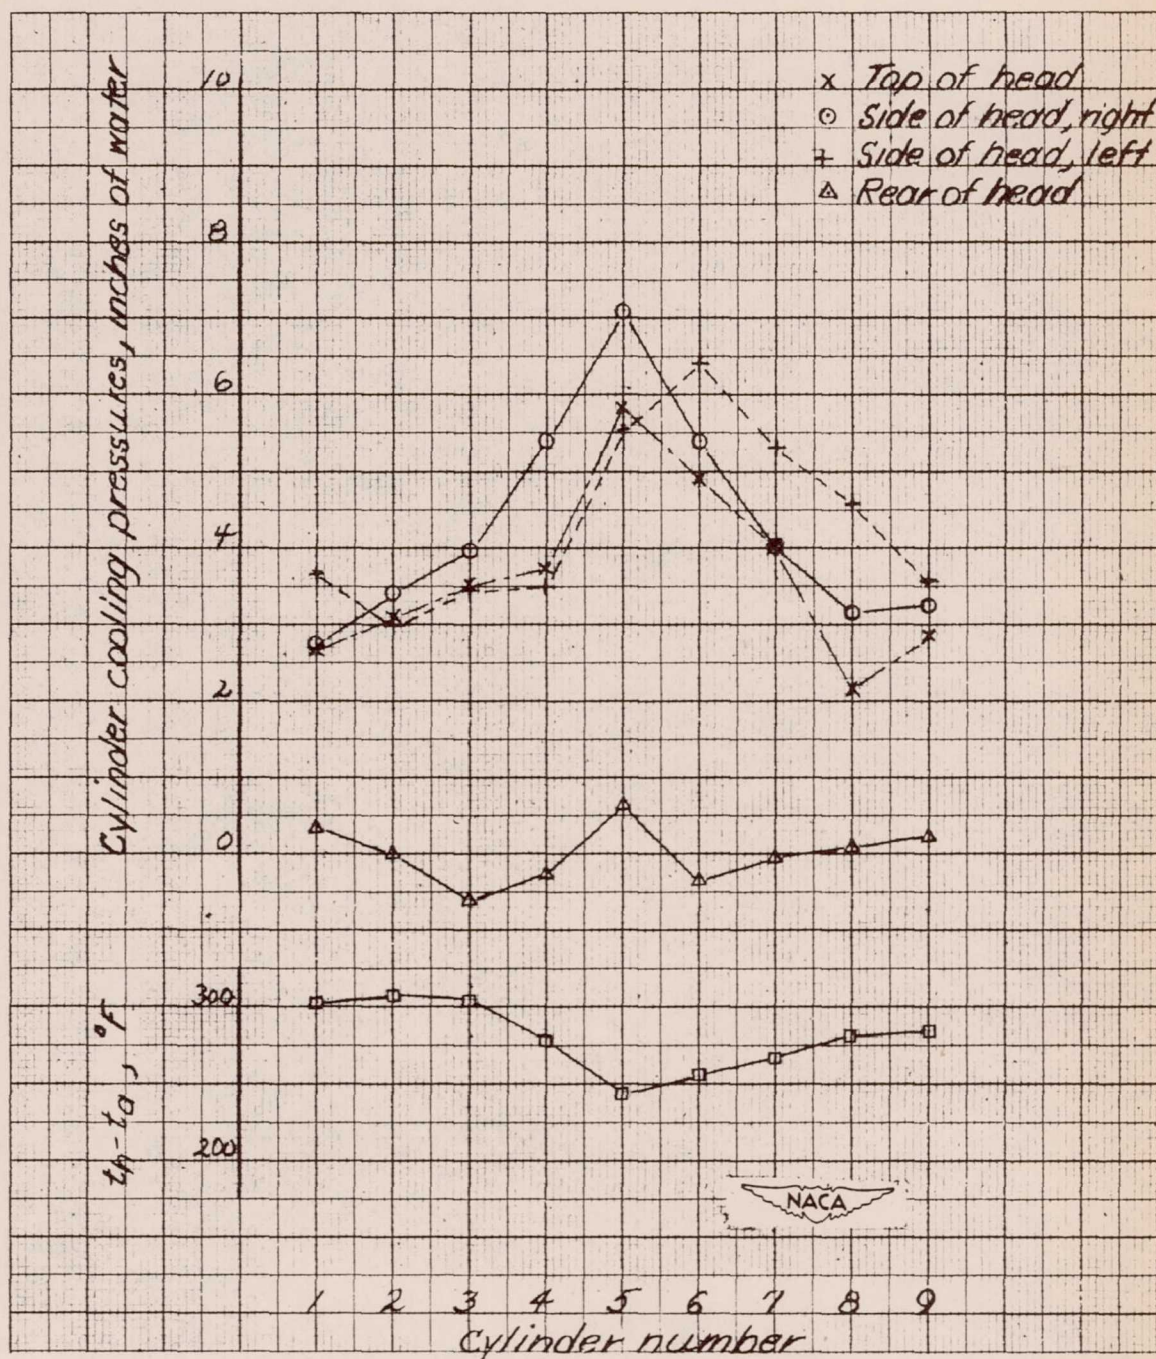 Cylinder cooling pressures, inches of water
10
8
6
4
2
0
x Top of head
Side of head, right
+ Side of head, left
Rear of head
th-ta, °F
300
200
NACA
1 2 3 4 5 6 7 8 9
Cylinder number